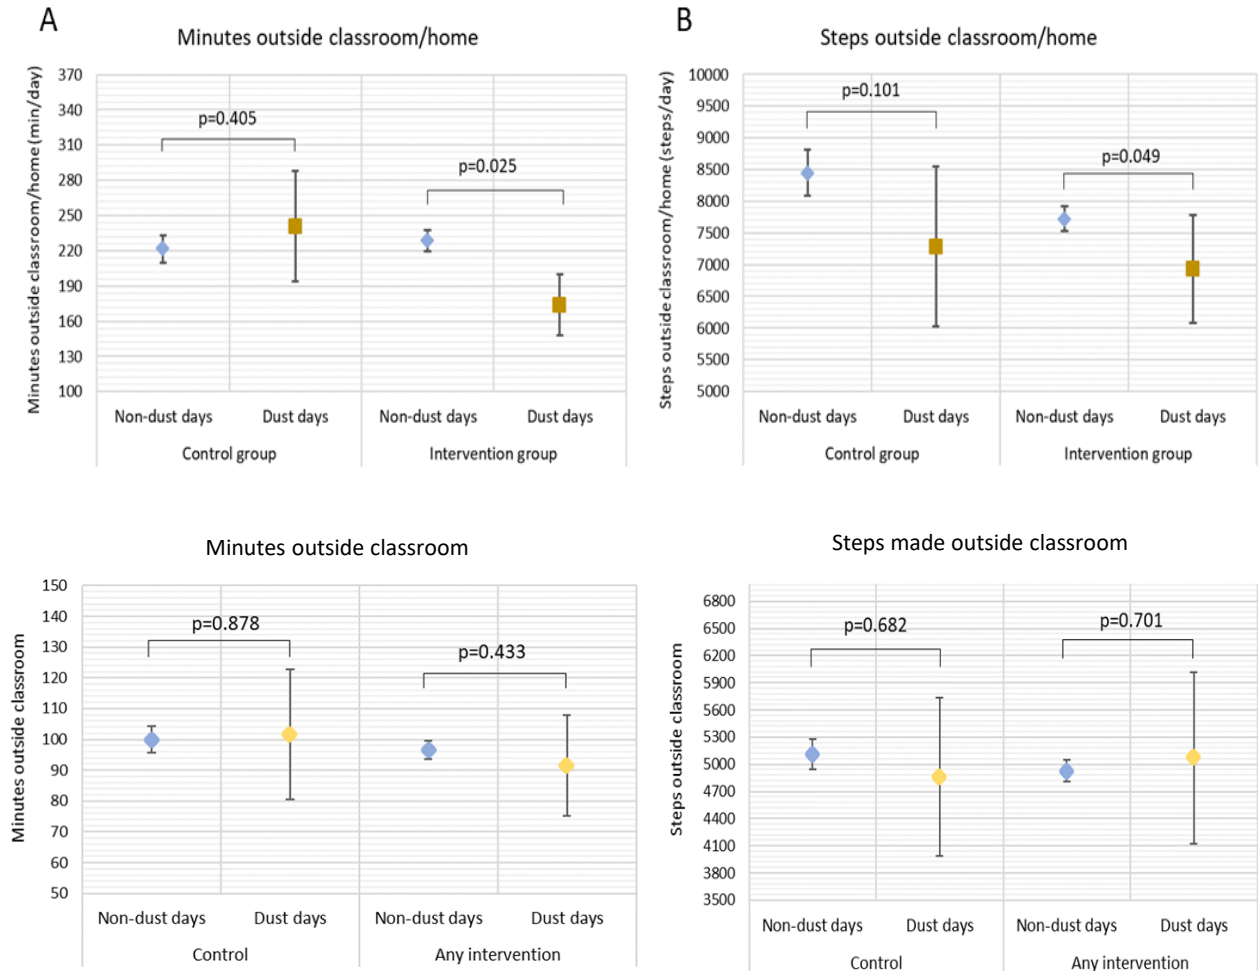 A
Minutes outside classroom/home
Minutes outside classroom/home (min/day)
370
340
310
280
250
220
190
160
130
100
p=0.405
p=0.025
Non-dust days
Dust days
Non-dust days
Dust days
Control group
Intervention group
B
Steps outside classroom/home
Steps outside classroom/home (steps/day)
10000
9500
9000
8500
8000
7500
7000
6500
6000
5500
5000
p=0.101
p=0.049
Non-dust days
Dust days
Non-dust days
Dust days
Control group
Intervention group
Minutes outside classroom
Minutes outside classroom
150
140
130
120
110
100
90
80
70
60
50
p=0.878
p=0.433
Non-dust days
Dust days
Non-dust days
Dust days
Control
Any intervention
Steps made outside classroom
Steps outside classroom
6800
6500
6200
5900
5600
5300
5000
4700
4400
4100
3800
3500
p=0.682
p=0.701
Non-dust days
Dust days
Non-dust days
Dust days
Control
Any intervention